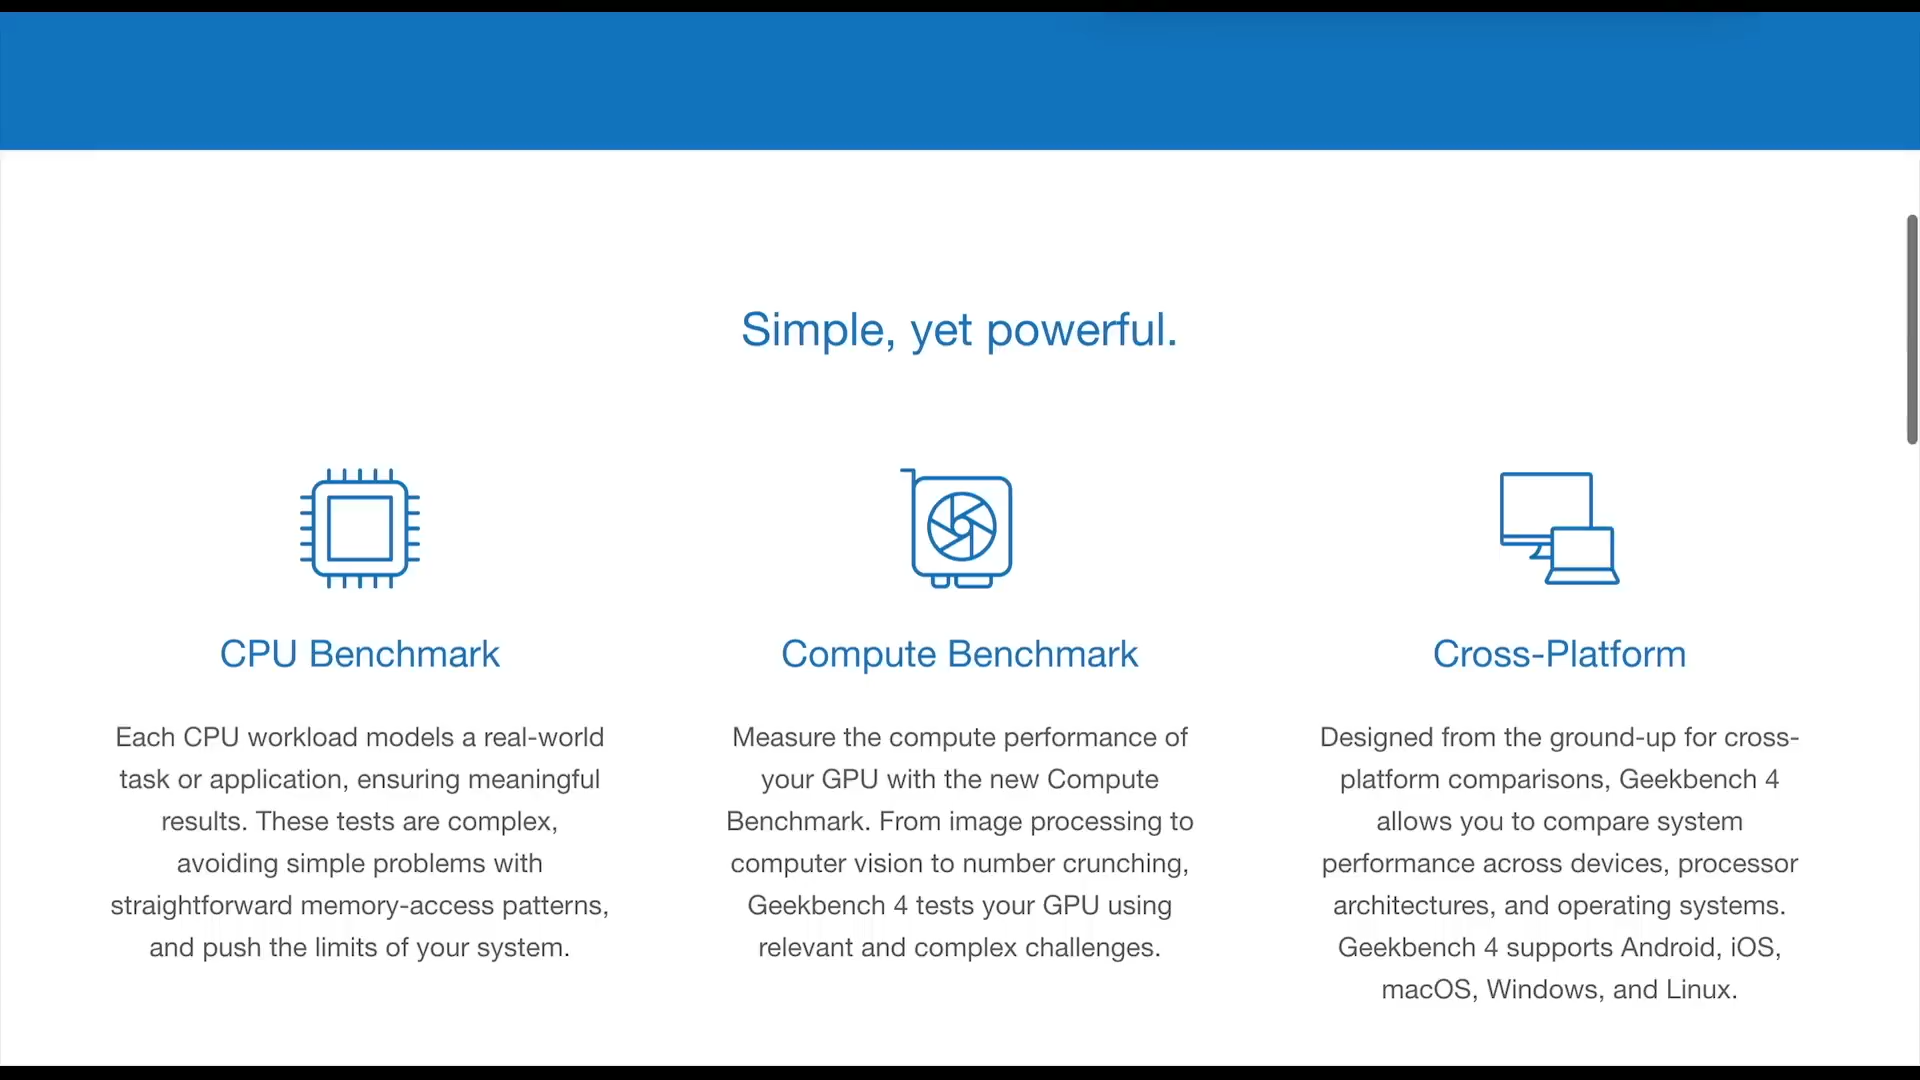 Simple, yet powerful.
CPU Benchmark
Each CPU workload models a real-world
task or application, ensuring meaningful
results. These tests are complex,
avoiding simple problems with
straightforward memory-access patterns,
and push the limits of your system.
Compute Benchmark
Measure the compute performance of
your GPU with the new Compute
Benchmark. From image processing to
computer vision to number crunching,
Geekbench 4 tests your GPU using
relevant and complex challenges.
Cross-Platform
Designed from the ground-up for cross-
platform comparisons, Geekbench 4
allows you to compare system
performance across devices, processor
architectures, and operating systems.
Geekbench 4 supports Android, iOS,
macOS, Windows, and Linux.